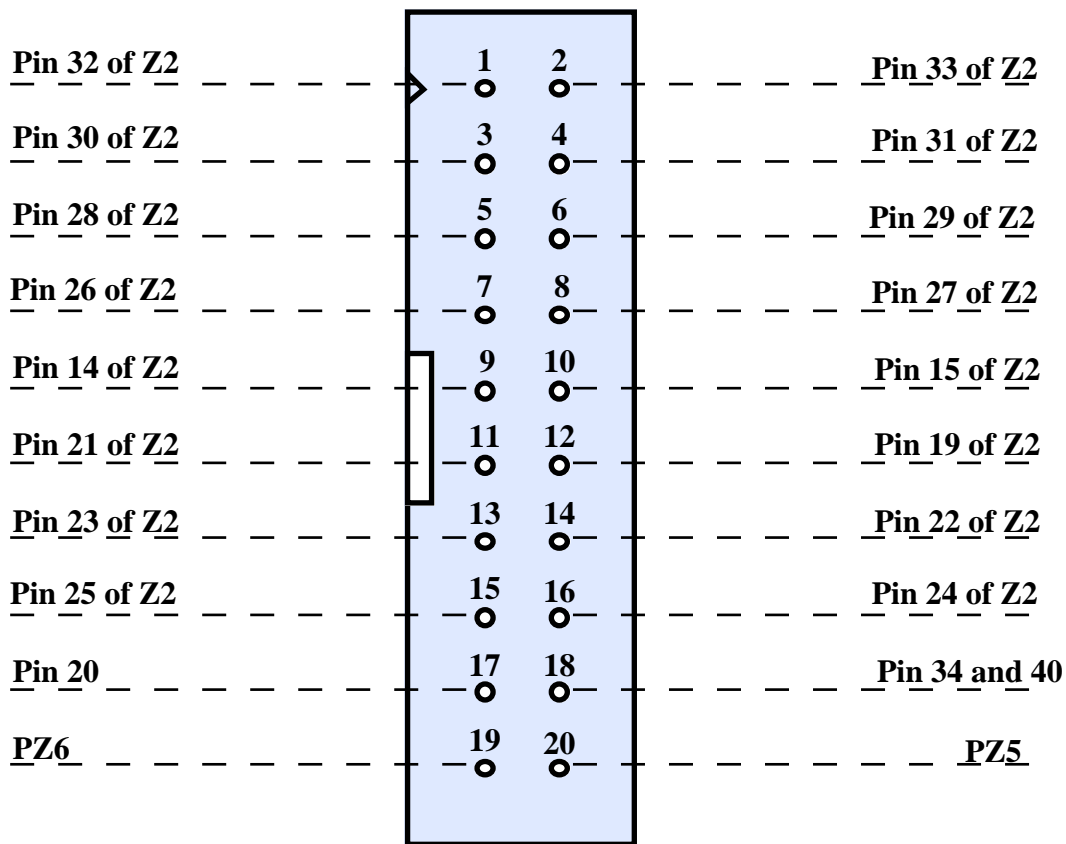 Pin 32 of Z2 1 2 Pin 33 of Z2
Pin 30 of Z2 3 4 Pin 31 of Z2
Pin 28 of Z2 5 6 Pin 29 of Z2
Pin 26 of Z2 7 8 Pin 27 of Z2
Pin 14 of Z2 9 10 Pin 15 of Z2
Pin 21 of Z2 11 12 Pin 19 of Z2
Pin 23 of Z2 13 14 Pin 22 of Z2
Pin 25 of Z2 15 16 Pin 24 of Z2
Pin 20 17 18 Pin 34 and 40
PZ6 19 20 PZ5